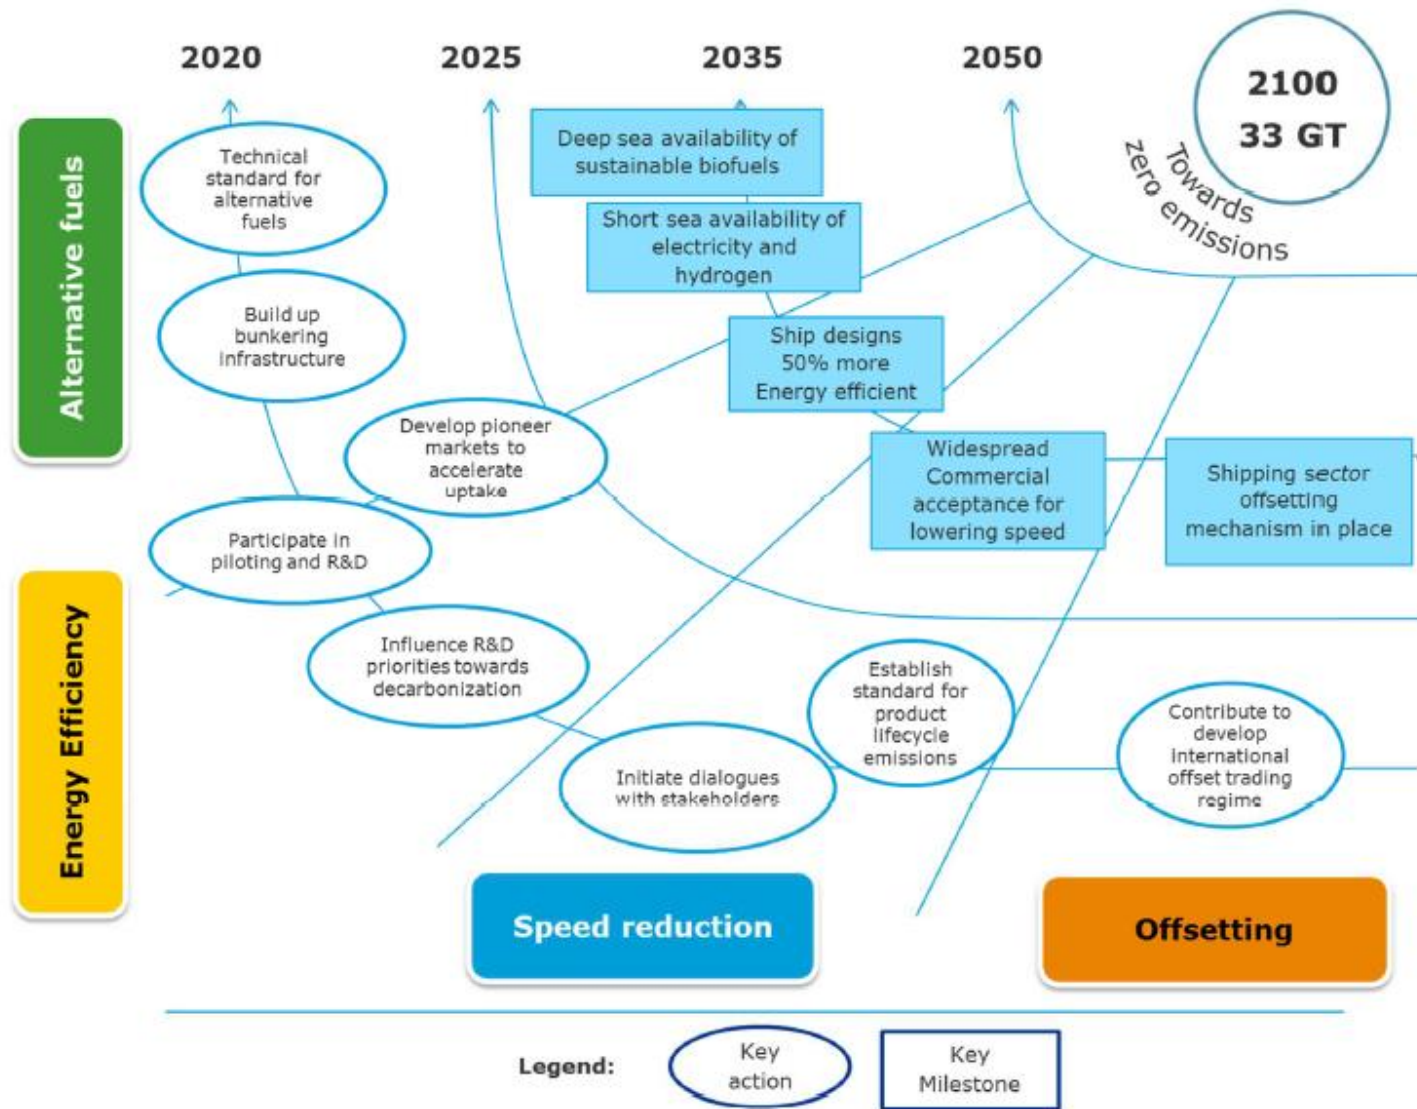 2020
2025
2035
2050
2100
33 GT
Towards
zero emissions
Alternative fuels
Technical
standard for
alternative
fuels
Deep sea availability of
sustainable biofuels
Short sea availability of
electricity and
hydrogen
Build up
bunkering
infrastructure
Ship designs
50% more
Energy efficient
Develop pioneer
markets to
accelerate
uptake
Widespread
Commercial
acceptance for
lowering speed
Shipping sector
offsetting
mechanism in place
Participate in
piloting and R&D
Energy Efficiency
Influence R&D
priorities towards
decarbonization
Establish
standard for
product
lifecycle
emissions
Contribute to
develop
international
offset trading
regime
Initiate dialogues
with stakeholders
Speed reduction
Offsetting
Legend:
Key
action
Key
Milestone